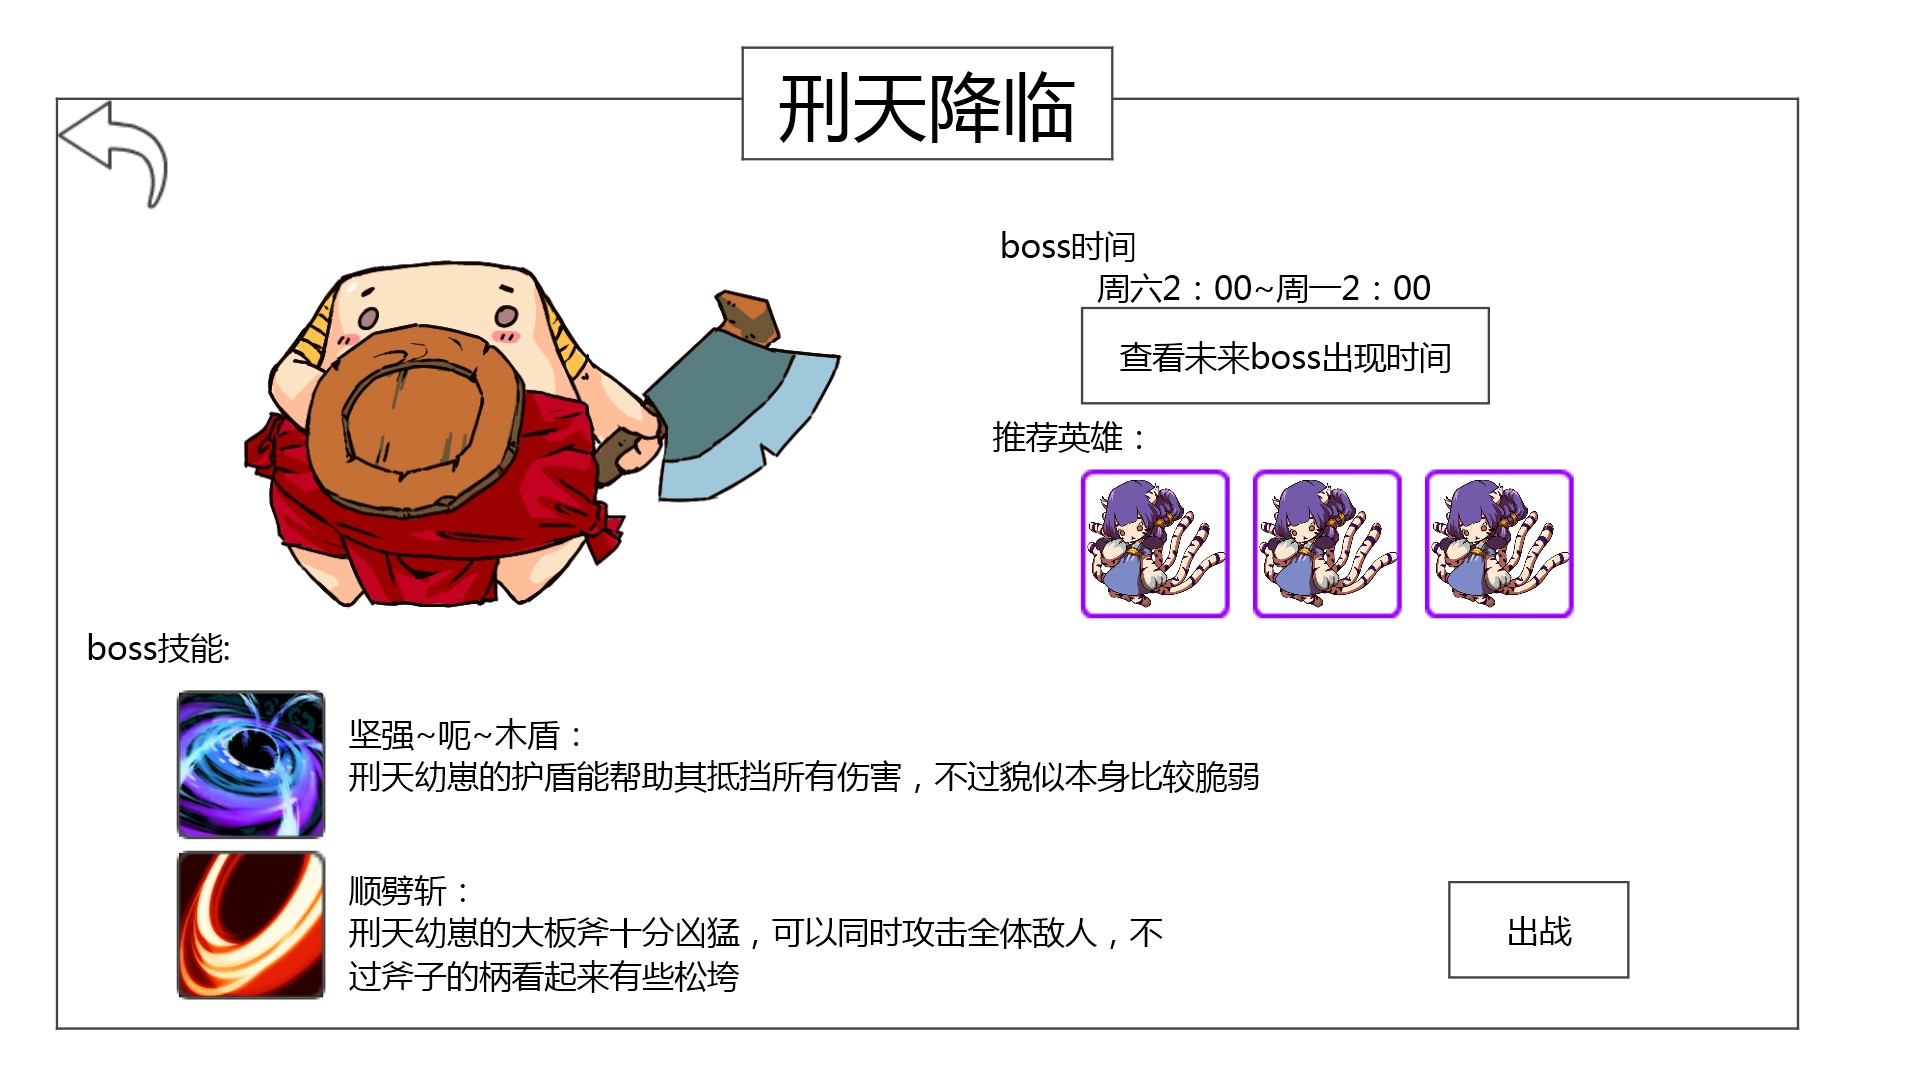 刑天降临
boss时间
周六2：00~周一2：00
查看未来boss出现时间
推荐英雄：
boss技能:
坚强~呃~木盾：
刑天幼崽的护盾能帮助其抵挡所有伤害，不过貌似本身比较脆弱
顺劈斩：
刑天幼崽的大板斧十分凶猛，可以同时攻击全体敌人，不
过斧子的柄看起来有些松垮
出战